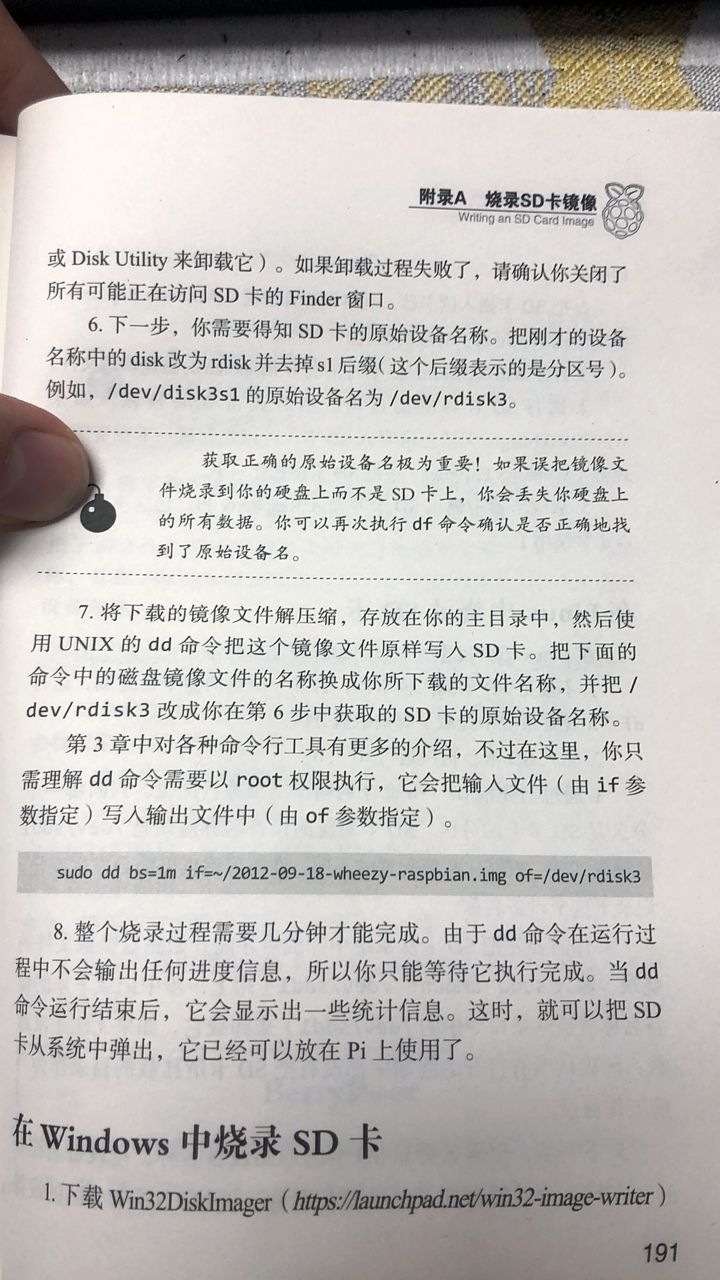 附录A 烧录SD卡镜像
Writing an SD Card Image
或 Disk Utility 来卸载它）。如果卸载过程失败了，请确认你关闭了
所有可能正在访问 SD 卡的 Finder 窗口。
6. 下一步，你需要得知 SD 卡的原始设备名称。把刚才的设备
名称中的 disk 改为 rdisk 并去掉 s1 后缀（这个后缀表示的是分区号）。
例如，/dev/disk3s1 的原始设备名为 /dev/rdisk3。
获取正确的原始设备名极为重要！如果误把镜像文
件烧录到你的硬盘上而不是 SD 卡上，你会丢失你硬盘上
的所有数据。你可以再次执行 df 命令确认是否正确地找
到了原始设备名。
7. 将下载的镜像文件解压缩，存放在你的主目录中，然后使
用 UNIX 的 dd 命令把这个镜像文件原样写入 SD 卡。把下面的
命令中的磁盘镜像文件的名称换成你所下载的文件名称，并把 /
dev/rdisk3 改成你在第 6 步中获取的 SD 卡的原始设备名称。
第 3 章中对各种命令行工具有更多的介绍，不过在这里，你只
需理解 dd 命令需要以 root 权限执行，它会把输入文件（由 if 参
数指定）写入输出文件中（由 of 参数指定）。
sudo dd bs=1m if=~/2012-09-18-wheezy-raspbian.img of=/dev/rdisk3
8. 整个烧录过程需要几分钟才能完成。由于 dd 命令在运行过
程中不会输出任何进度信息，所以你只能等待它执行完成。当 dd
命令运行结束后，它会显示出一些统计信息。这时，就可以把 SD
卡从系统中弹出，它已经可以放在 Pi 上使用了。
在 Windows 中烧录 SD 卡
1. 下载 Win32DiskImager（https://launchpad.net/win32-image-writer）
191